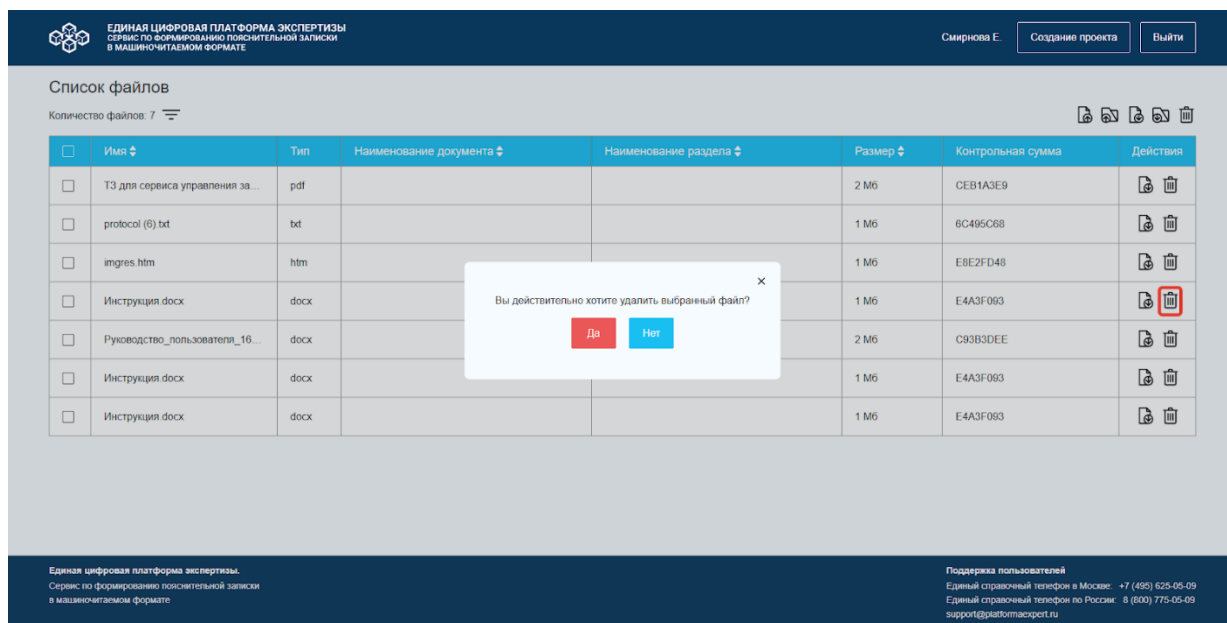 ЕДИНАЯ ЦИФРОВАЯ ПЛАТФОРМА ЭКСПЕРТИЗЫ
СЕРВИС ПО ФОРМИРОВАНИЮ ПОЯСНИТЕЛЬНОЙ ЗАПИСКИ
В МАШИНОЧИТАЕМОМ ФОРМАТЕ
Смирнова Е. Создание проекта Выйти
Список файлов
Количество файлов: 7
Имя Тип Наименование документа Наименование раздела Размер Контрольная сумма Действия
ТЗ для сервиса управления за... pdf 2 Мб CEB1A3E9
protocol (6).txt txt 1 Мб 6C495C68
imgres.htm htm 1 Мб E8E2FD48
Вы действительно хотите удалить выбранный файл?
Инструкция.docx docx 1 Мб E4A3F093
Да Нет
Руководство_пользователя_16... docx 2 Мб C93B3DEE
Инструкция.docx docx 1 Мб E4A3F093
Инструкция.docx docx 1 Мб E4A3F093
Единая цифровая платформа экспертизы.
Сервис по формированию пояснительной записки
в машиночитаемом формате
Поддержка пользователей
Единый справочный телефон в Москве: +7 (495) 625-05-09
Единый справочный телефон по России: 8 (800) 775-05-09
support@platformaexpert.ru